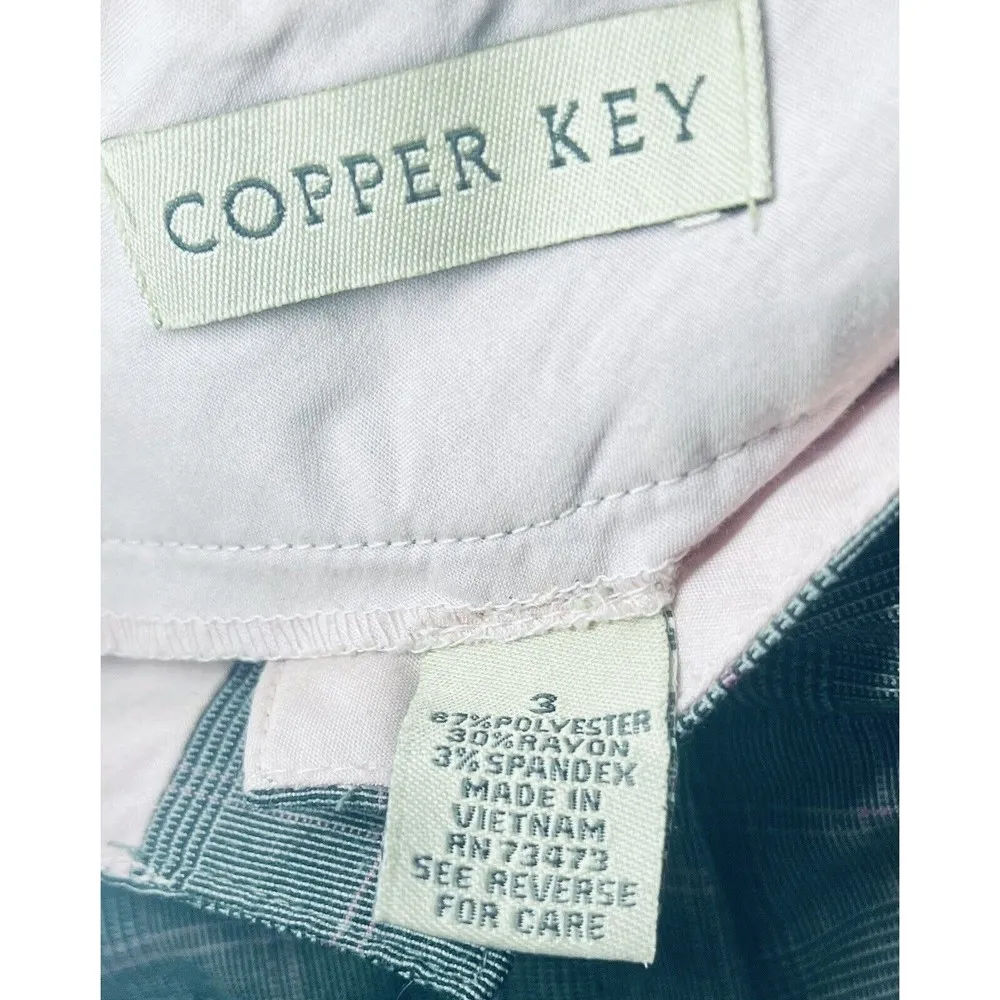 COPPER KEY
3
67%POLYESTER
30%RAYON
3%SPANDEX
MADE IN
VIETNAM
RN 73473
SEE REVERSE
FOR CARE